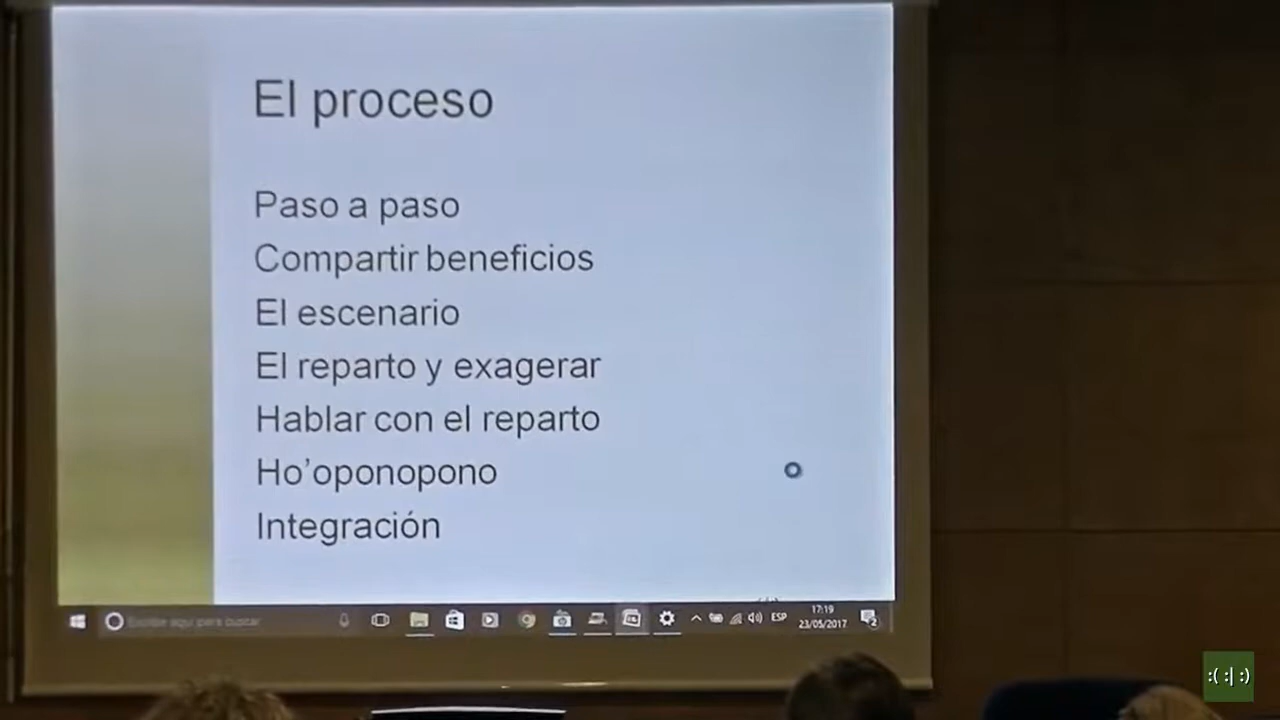 El proceso
Paso a paso
Compartir beneficios
El escenario
El reparto y exagerar
Hablar con el reparto
Ho’oponopono
Integración
Escribe aquí para buscar
ESP
17:19
23/05/2017
2
:( :| :)